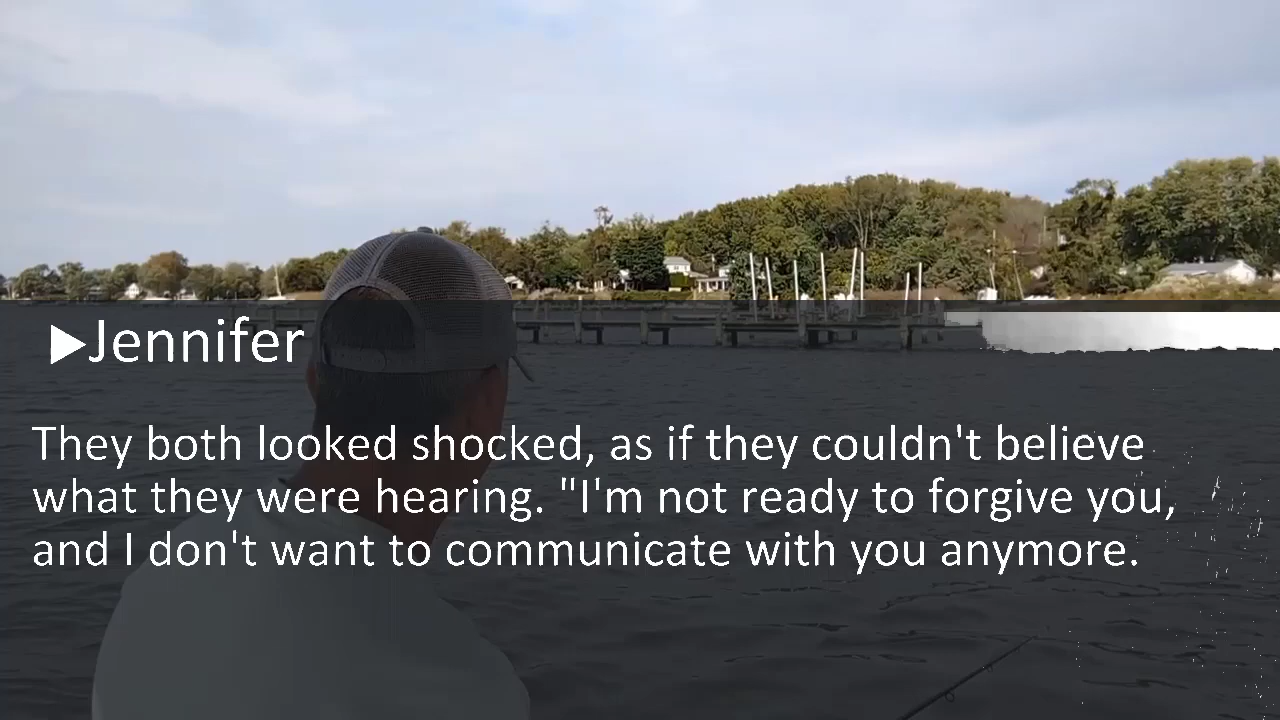 ▶Jennifer
They both looked shocked, as if they couldn't believe
what they were hearing. "I'm not ready to forgive you,
and I don't want to communicate with you anymore.